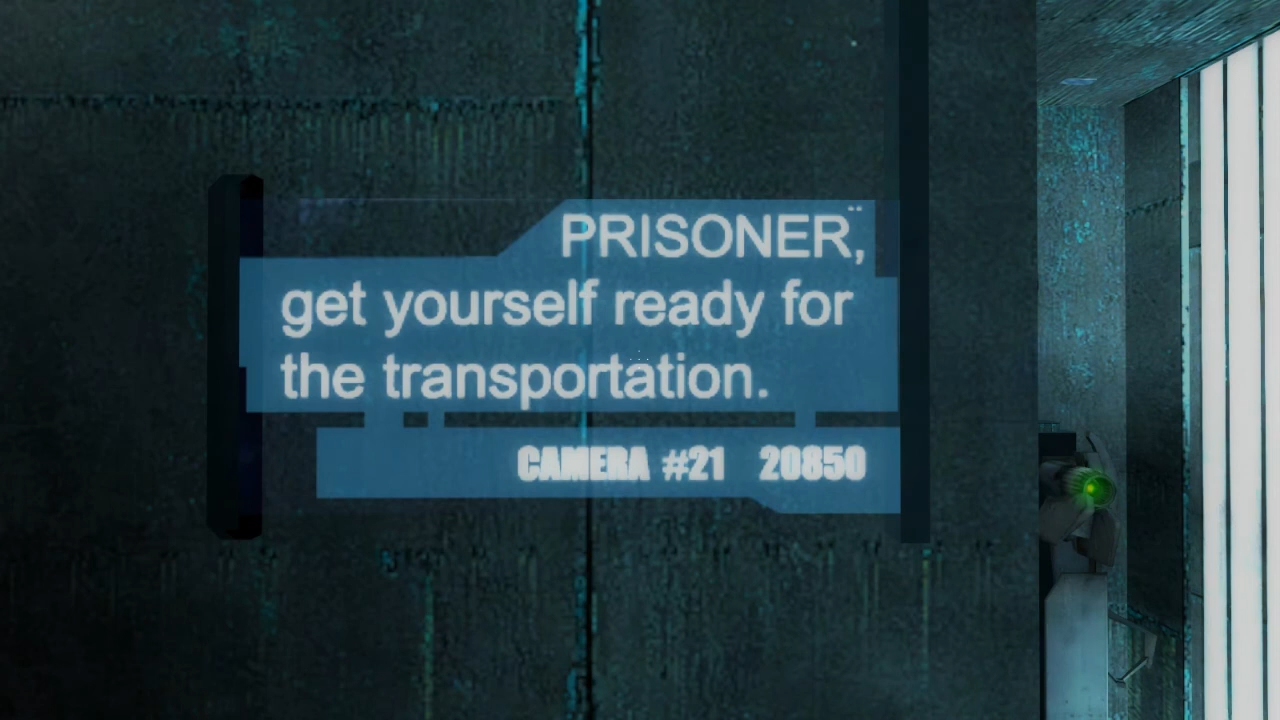 PRISONER,
get yourself ready for
the transportation.
CAMERA #21 20850